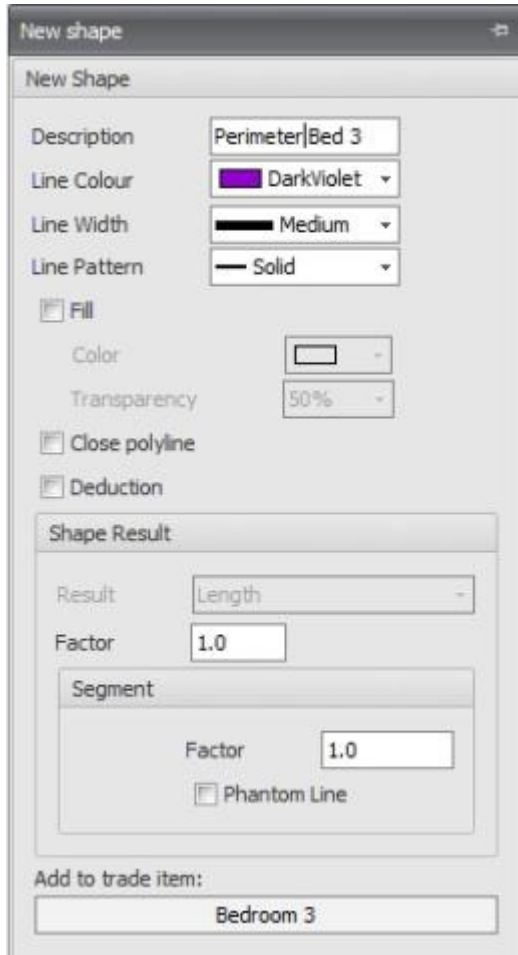 New shape
New Shape
Description Perimeter Bed 3
Line Colour DarkViolet
Line Width Medium
Line Pattern Solid
Fill
Color
Transparency 50%
Close polyline
Deduction
Shape Result
Result Length
Factor 1.0
Segment
Factor 1.0
Phantom Line
Add to trade item:
Bedroom 3